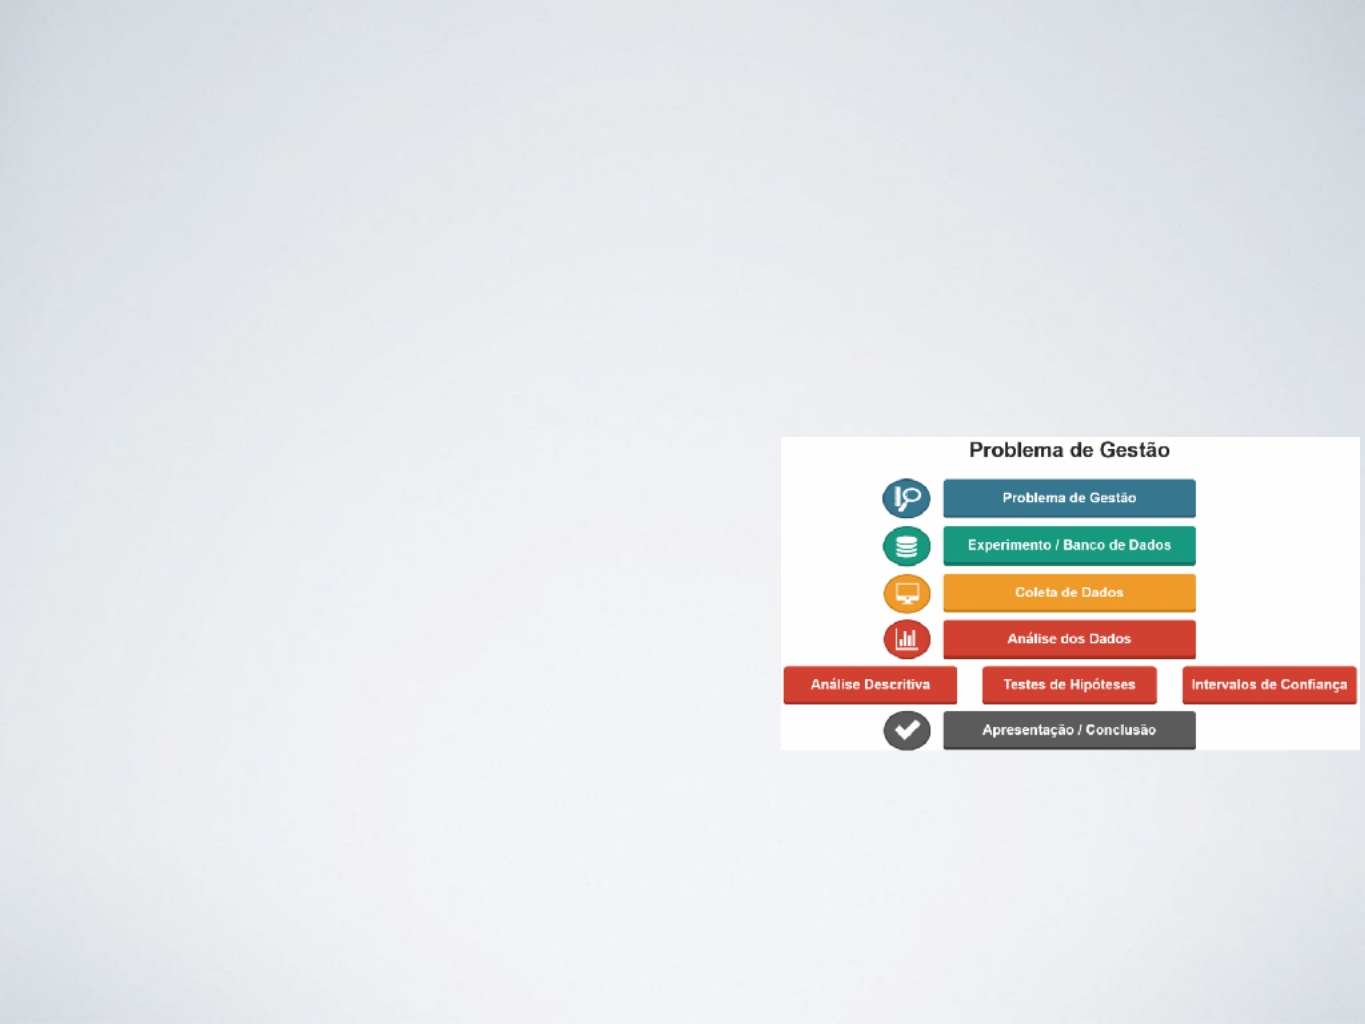 Problema de Gestão
Problema de Gestão
Experimento / Banco de Dados
Coleta de Dados
Análise dos Dados
Análise Descritiva
Testes de Hipóteses
Intervalos de Confiança
Apresentação / Conclusão